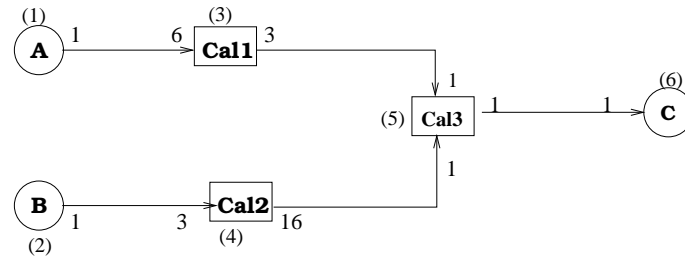 (1) (3)
A 1 6 Cal1 3
1 (6)
(5) Cal3 1 1 C
1
B 1 3 Cal2 16
(2) (4)